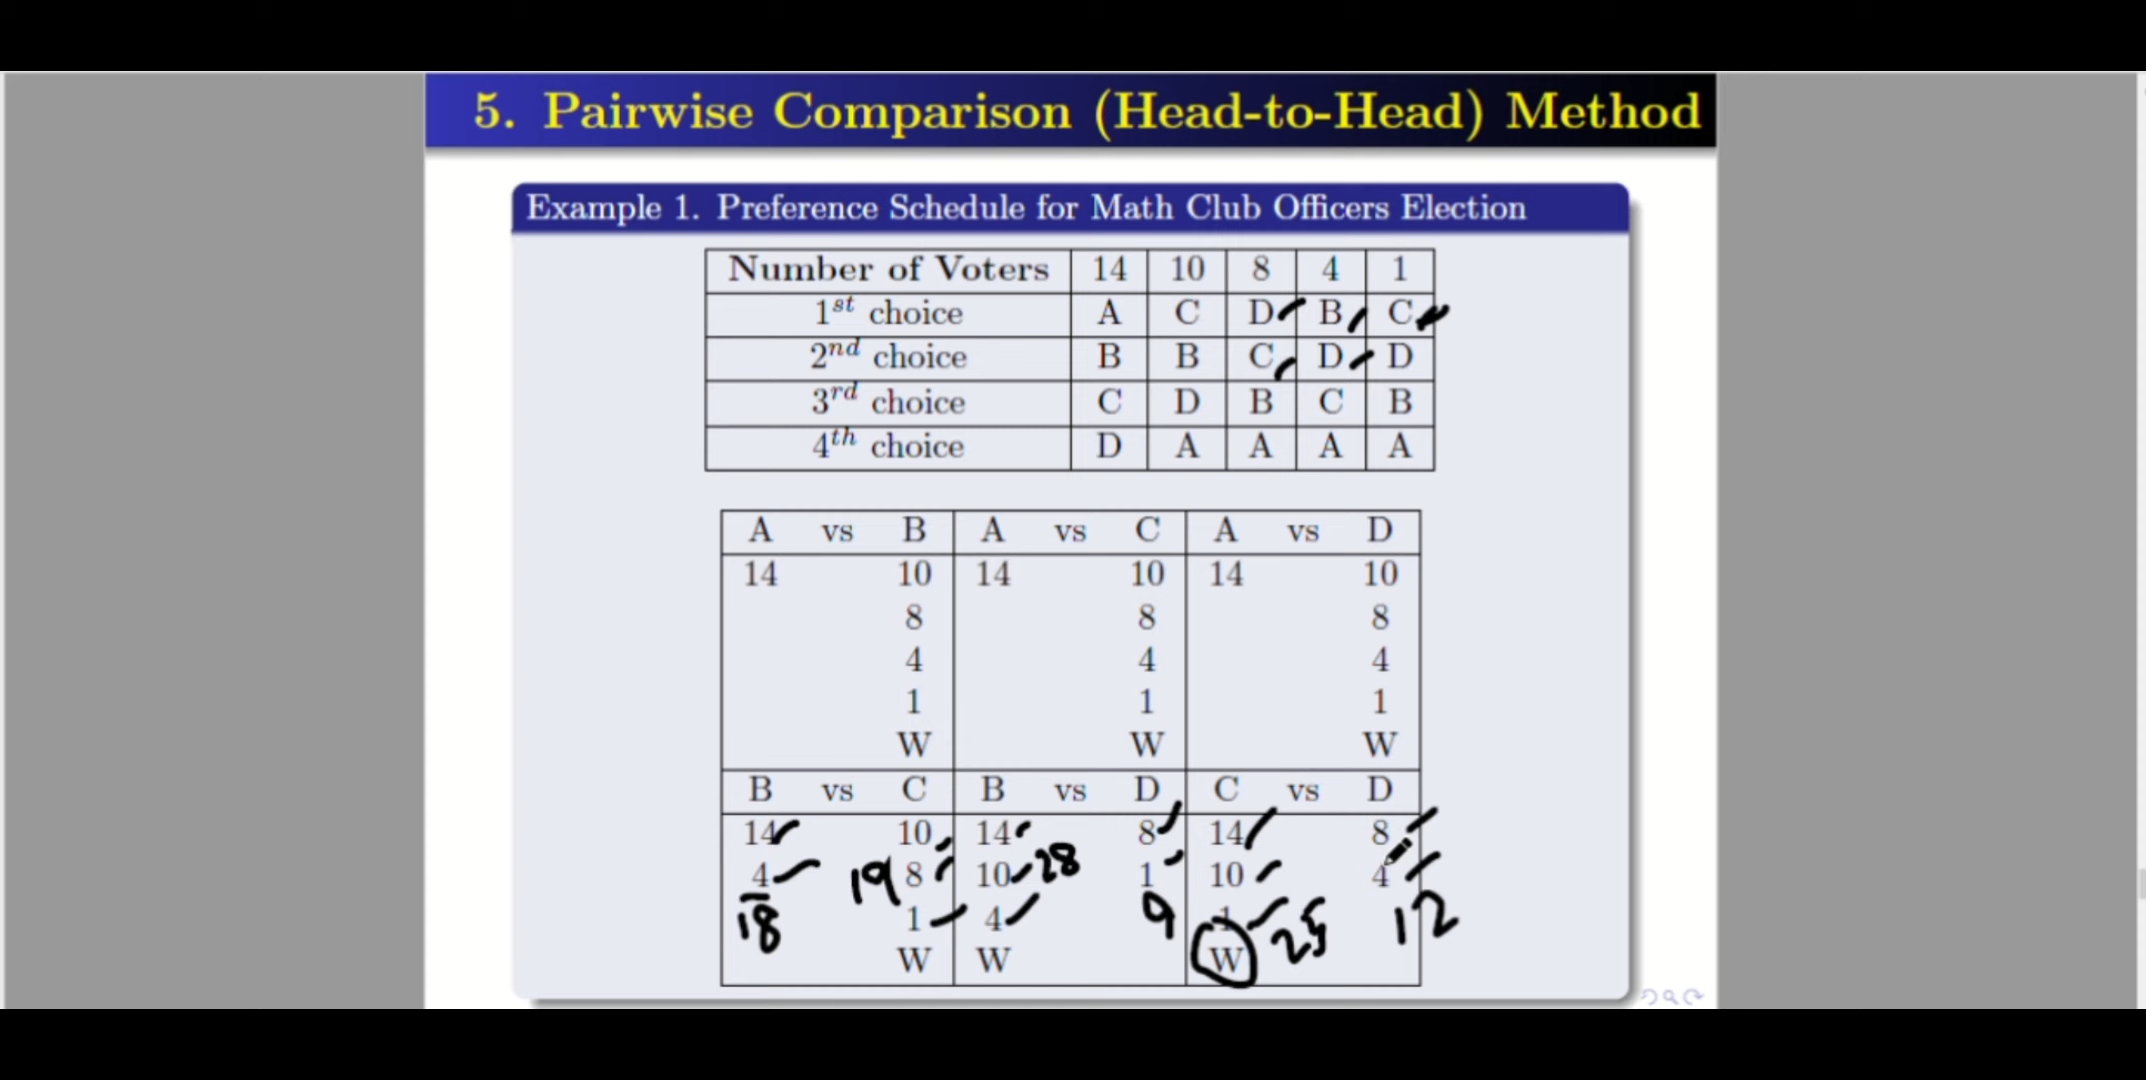 5. Pairwise Comparison (Head-to-Head) Method
Example 1. Preference Schedule for Math Club Officers Election
Number of Voters 14 10 8 4 1
1st choice A C D B C
2nd choice B B C D D
3rd choice C D B C B
4th choice D A A A A
A vs B A vs C A vs D
14 10 14 10 14 10
8 8 8
4 4 4
1 1 1
W W W
B vs C B vs D C vs D
14 10 14 8 14 8
4 19 8 10 28 1 10 4
18 1 4 9 1 25 12
W W W